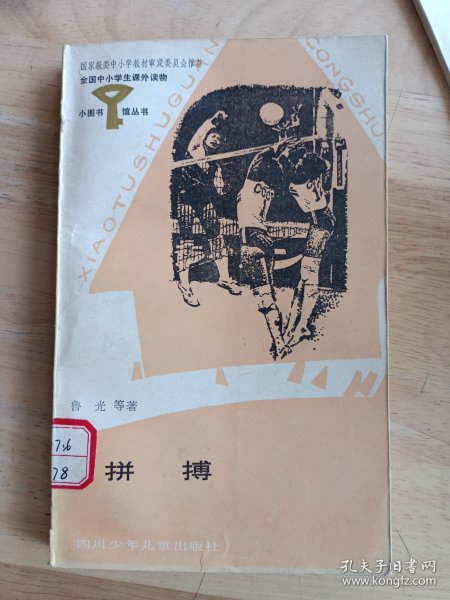 国家教委中小学教材审定委员会推荐
全国中小学生课外读物
小图书馆丛书
XIAOTUSHUGUAN
CONGSHU
鲁光 等著
7.6
78
拼搏
四川少年儿童出版社
孔夫子旧书网
www.kongfz.com